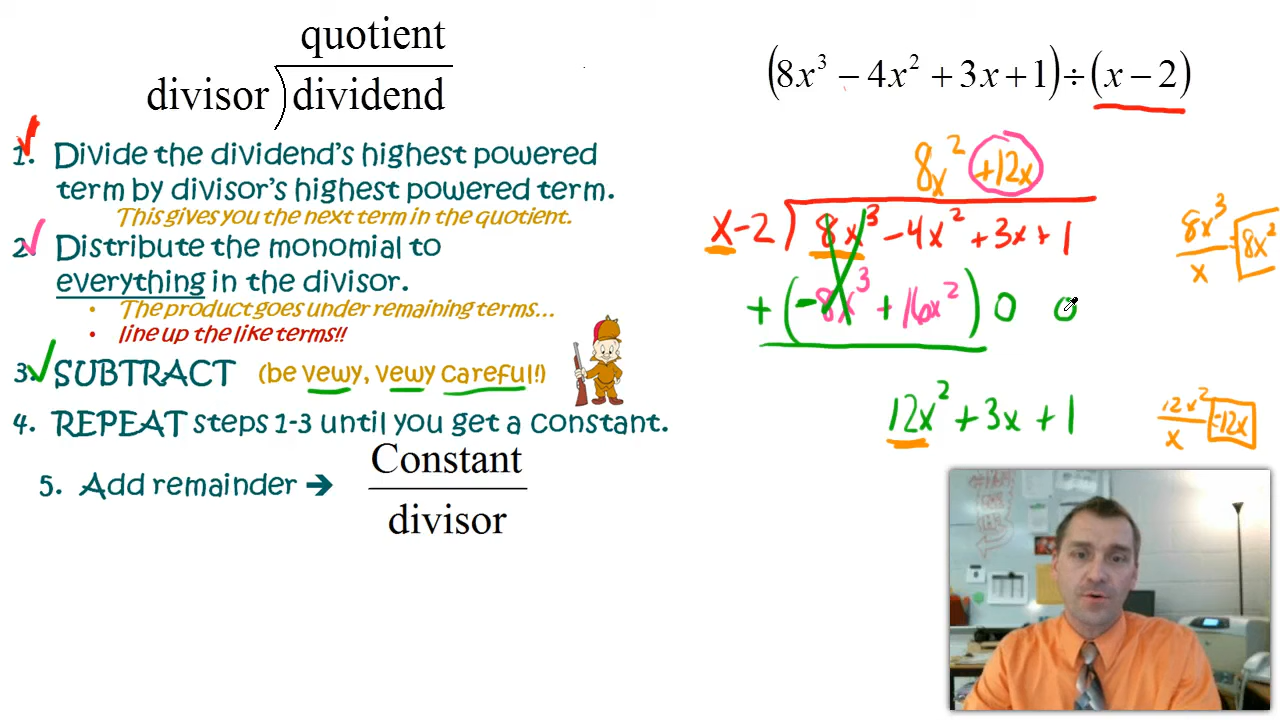 quotient
divisor dividend
1. Divide the dividend's highest powered
term by divisor's highest powered term.
This gives you the next term in the quotient.
2. Distribute the monomial to
everything in the divisor.
• The product goes under remaining terms...
• line up the like terms!!
3. SUBTRACT (be vewy, vewy careful!)
4. REPEAT steps 1-3 until you get a constant.
5. Add remainder ➔ Constant
divisor
(8x³ − 4x² + 3x + 1) ÷ (x − 2)
8x² +12x
x-2 8x³ - 4x² + 3x + 1
+ (-8x³ + 16x²) 0 0
12x² + 3x + 1
8x³
x
= 8x²
12x²
x
= 12x